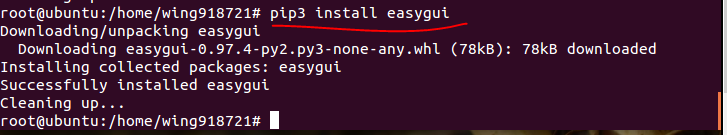 root@ubuntu:/home/wing918721# pip3 install easygui
Downloading/unpacking easygui
  Downloading easygui-0.97.4-py2.py3-none-any.whl (78kB): 78kB downloaded
Installing collected packages: easygui
Successfully installed easygui
Cleaning up...
root@ubuntu:/home/wing918721#